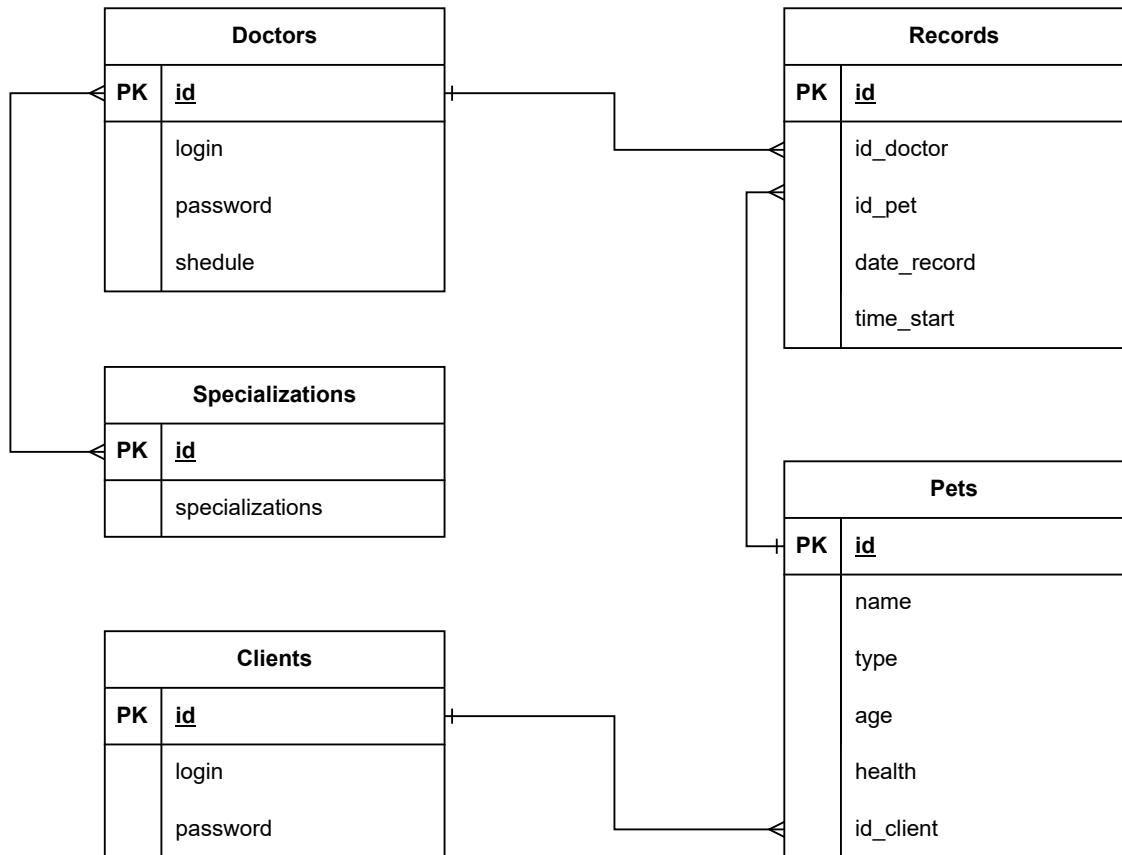 Doctors
PK id
login
password
shedule
Specializations
PK id
specializations
Clients
PK id
login
password
Records
PK id
id_doctor
id_pet
date_record
time_start
Pets
PK id
name
type
age
health
id_client